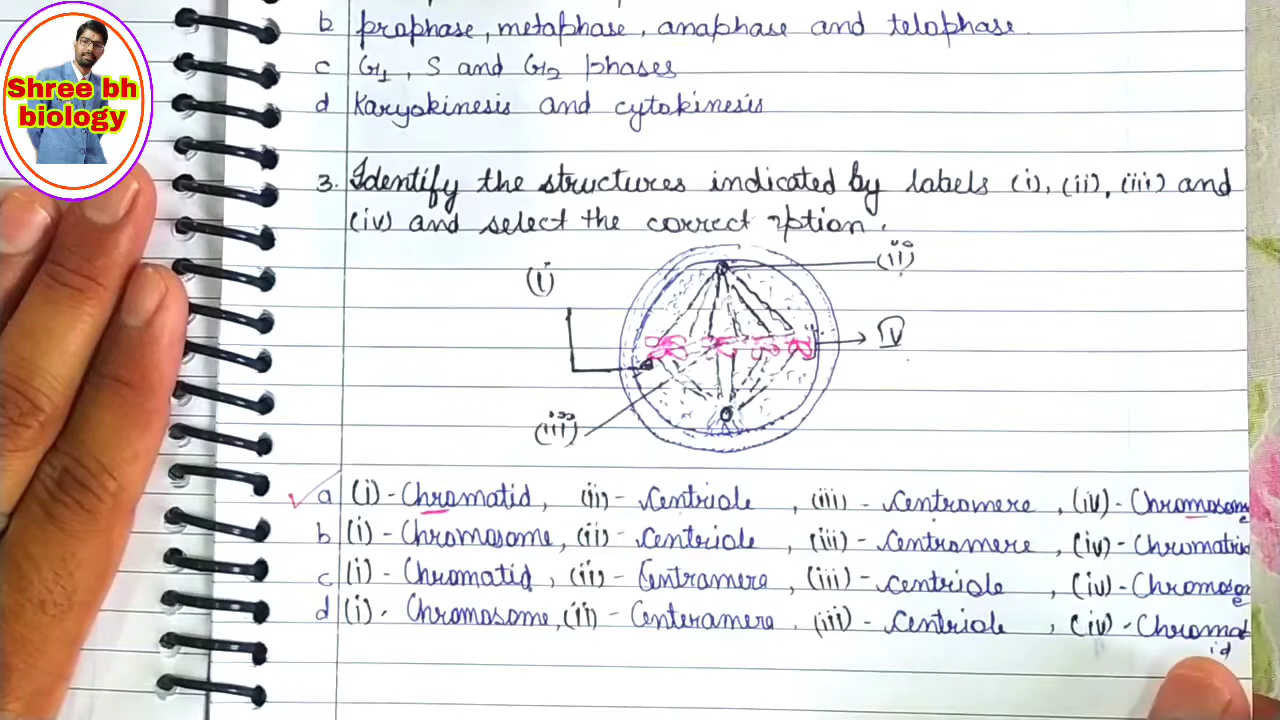 Shree bh
biology
b prophase, metaphase, anaphase and telophase.
c G1, S and G2 phases
d Karyokinesis and cytokinesis
3. Identify the structures indicated by labels (i), (ii), (iii) and
(iv) and select the correct option.
(i)
(ii)
IV
(iii)
a (i) - Chromatid, (ii) - Centriole, (iii) - Centromere, (iv) - Chromosome
b (i) - Chromosome, (ii) - Centriole, (iii) - Centromere, (iv) - Chromatid
c (i) - Chromatid, (ii) - Centramere, (iii) - Centriole, (iv) - Chromosome
d (i) - Chromosome, (ii) - Centeramere. (iii) - Centriole, (iv) - Chromatid